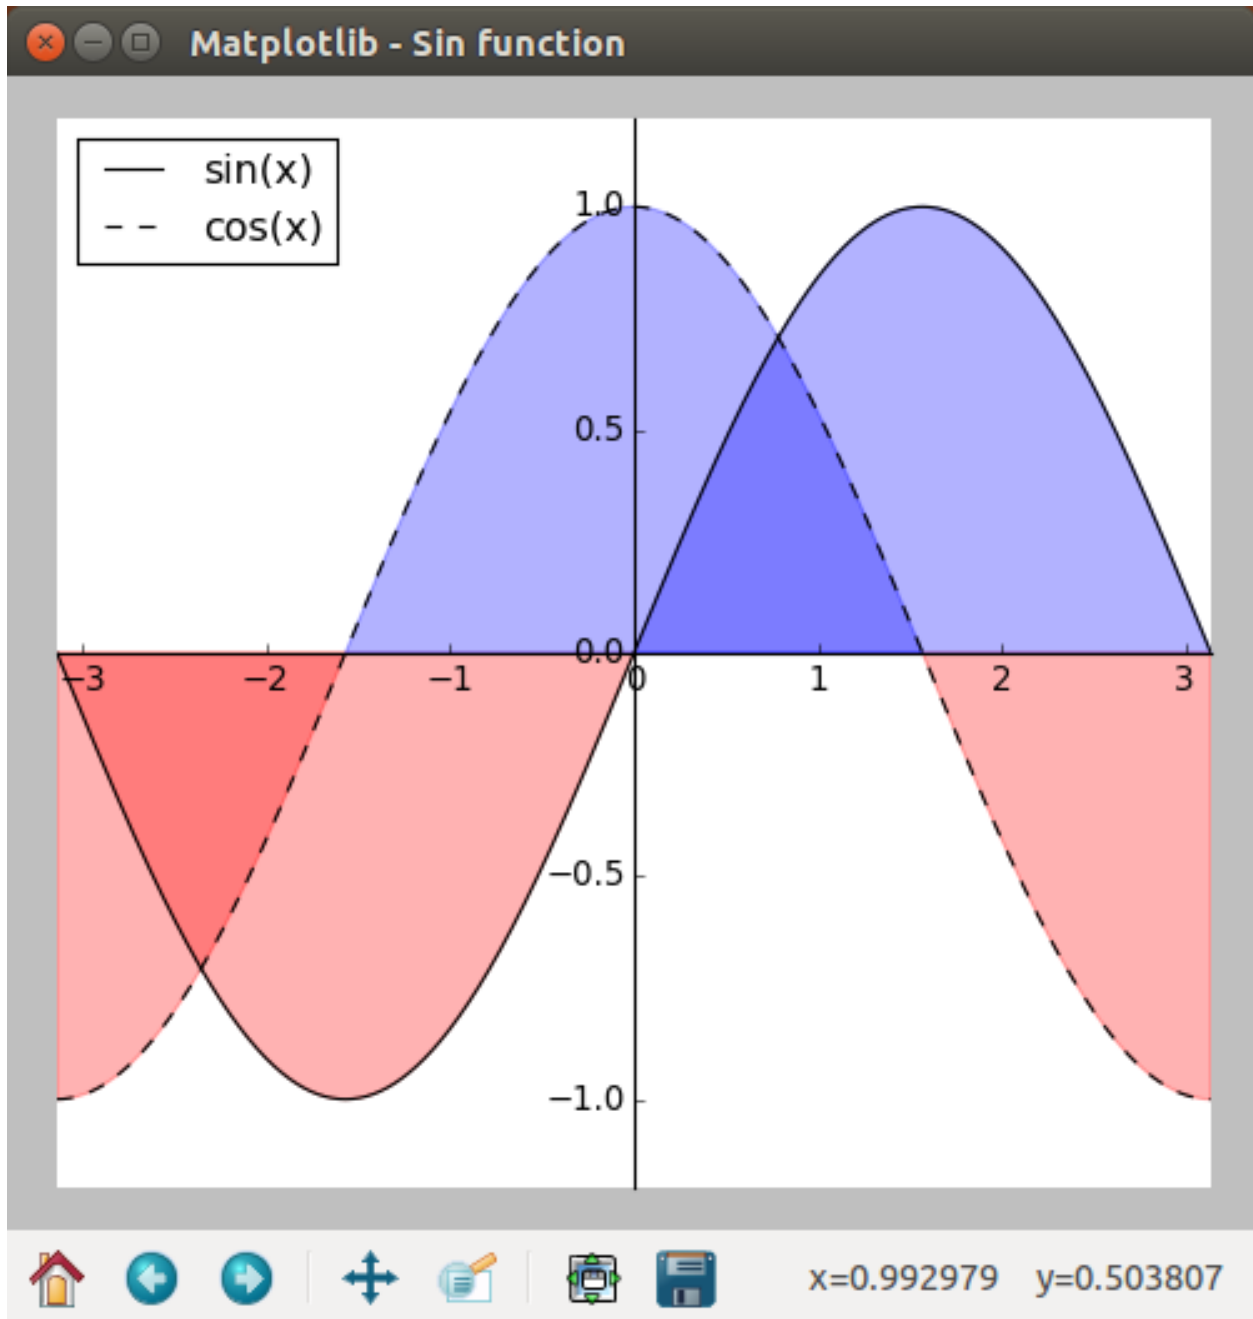 Matplotlib - Sin function
sin(x)
cos(x)
1.0
0.5
0.0
−3 −2 −1 0 1 2 3
−0.5
−1.0
x=0.992979 y=0.503807